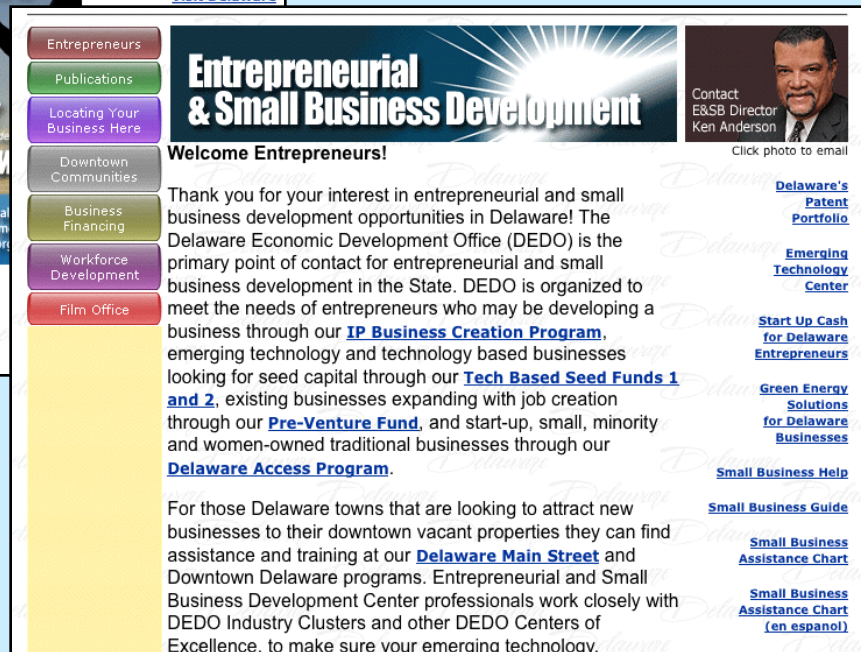 Visit Delaware
Entrepreneurs
Publications
Locating Your
Business Here
Downtown
Communities
Business
Financing
Workforce
Development
Film Office
Entrepreneurial
& Small Business Development
Contact
E&SB Director
Ken Anderson
Click photo to email
Welcome Entrepreneurs!
Thank you for your interest in entrepreneurial and small
business development opportunities in Delaware! The
Delaware Economic Development Office (DEDO) is the
primary point of contact for entrepreneurial and small
business development in the State. DEDO is organized to
meet the needs of entrepreneurs who may be developing a
business through our IP Business Creation Program,
emerging technology and technology based businesses
looking for seed capital through our Tech Based Seed Funds 1
and 2, existing businesses expanding with job creation
through our Pre-Venture Fund, and start-up, small, minority
and women-owned traditional businesses through our
Delaware Access Program.
For those Delaware towns that are looking to attract new
businesses to their downtown vacant properties they can find
assistance and training at our Delaware Main Street and
Downtown Delaware programs. Entrepreneurial and Small
Business Development Center professionals work closely with
DEDO Industry Clusters and other DEDO Centers of
Excellence, to make sure your emerging technology,
Delaware's
Patent
Portfolio
Emerging
Technology
Center
Start Up Cash
for Delaware
Entrepreneurs
Green Energy
Solutions
for Delaware
Businesses
Small Business Help
Small Business Guide
Small Business
Assistance Chart
Small Business
Assistance Chart
(en espanol)